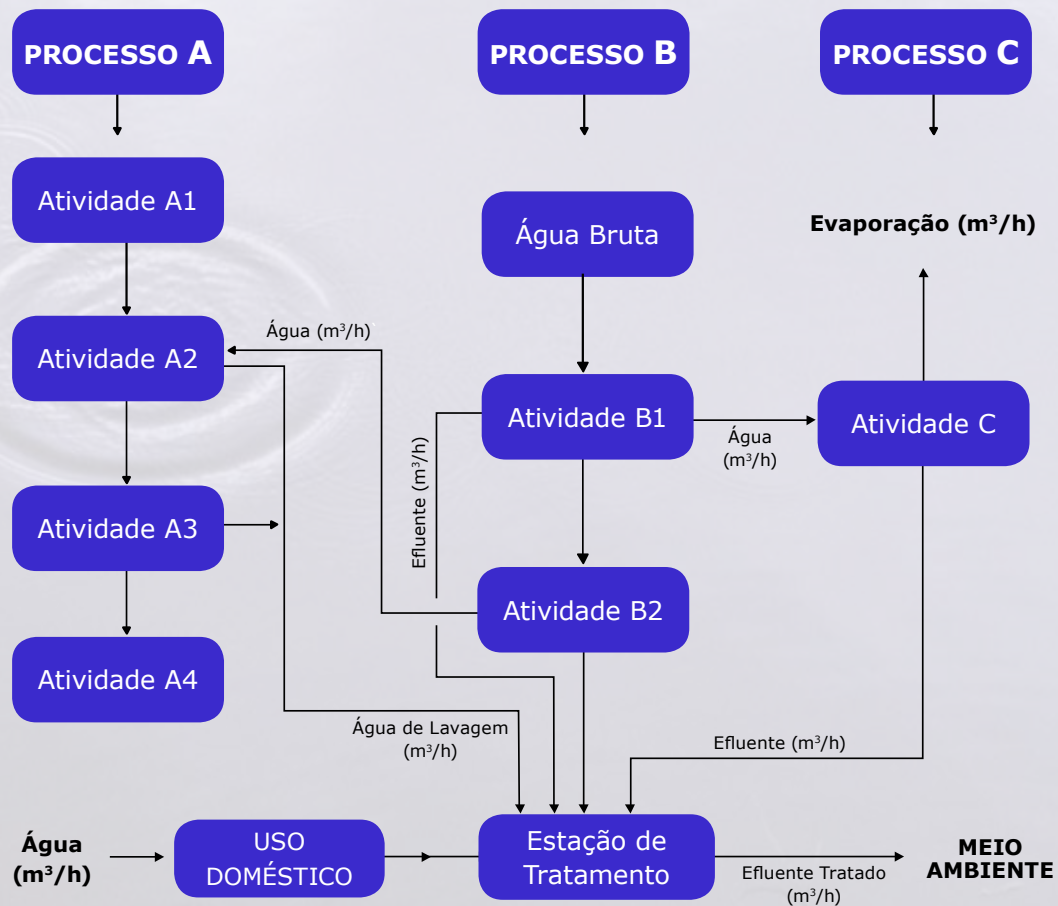 PROCESSO A
PROCESSO B
PROCESSO C
Atividade A1
Água Bruta
Evaporação (m³/h)
Água (m³/h)
Atividade A2
Atividade B1
Água
(m³/h)
Atividade C
Efluente (m³/h)
Atividade A3
Atividade B2
Atividade A4
Água de Lavagem
(m³/h)
Efluente (m³/h)
Água
(m³/h)
USO
DOMÉSTICO
Estação de
Tratamento
Efluente Tratado
(m³/h)
MEIO
AMBIENTE